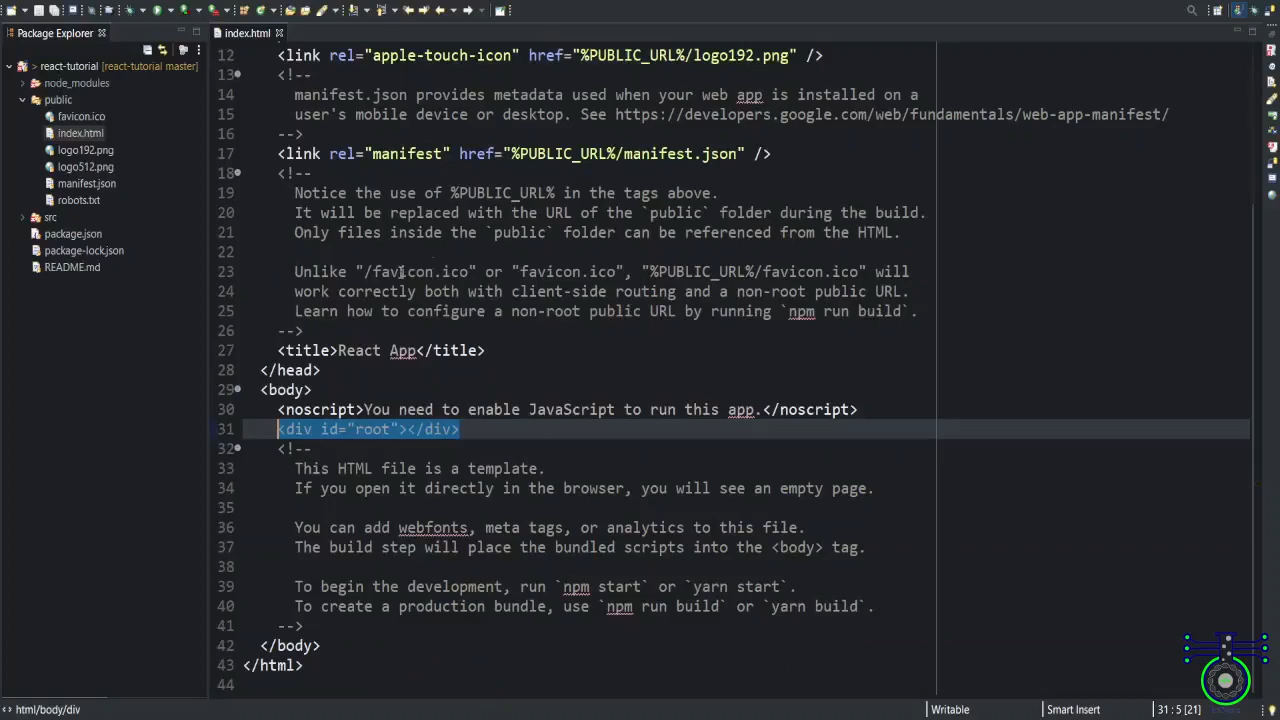 Package Explorer
index.html
> react-tutorial [react-tutorial master]
node_modules
public
favicon.ico
index.html
logo192.png
logo512.png
manifest.json
robots.txt
src
package.json
package-lock.json
README.md
12 <link rel="apple-touch-icon" href="%PUBLIC_URL%/logo192.png" />
13 <!--
14 manifest.json provides metadata used when your web app is installed on a
15 user's mobile device or desktop. See https://developers.google.com/web/fundamentals/web-app-manifest/
16 -->
17 <link rel="manifest" href="%PUBLIC_URL%/manifest.json" />
18 <!--
19 Notice the use of %PUBLIC_URL% in the tags above.
20 It will be replaced with the URL of the `public` folder during the build.
21 Only files inside the `public` folder can be referenced from the HTML.
22
23 Unlike "/favicon.ico" or "favicon.ico", "%PUBLIC_URL%/favicon.ico" will
24 work correctly both with client-side routing and a non-root public URL.
25 Learn how to configure a non-root public URL by running `npm run build`.
26 -->
27 <title>React App</title>
28 </head>
29 <body>
30 <noscript>You need to enable JavaScript to run this app.</noscript>
31 <div id="root"></div>
32 <!--
33 This HTML file is a template.
34 If you open it directly in the browser, you will see an empty page.
35
36 You can add webfonts, meta tags, or analytics to this file.
37 The build step will place the bundled scripts into the <body> tag.
38
39 To begin the development, run `npm start` or `yarn start`.
40 To create a production bundle, use `npm run build` or `yarn build`.
41 -->
42 </body>
43 </html>
44
html/body/div
Writable
Smart Insert
31 : 5 [21]